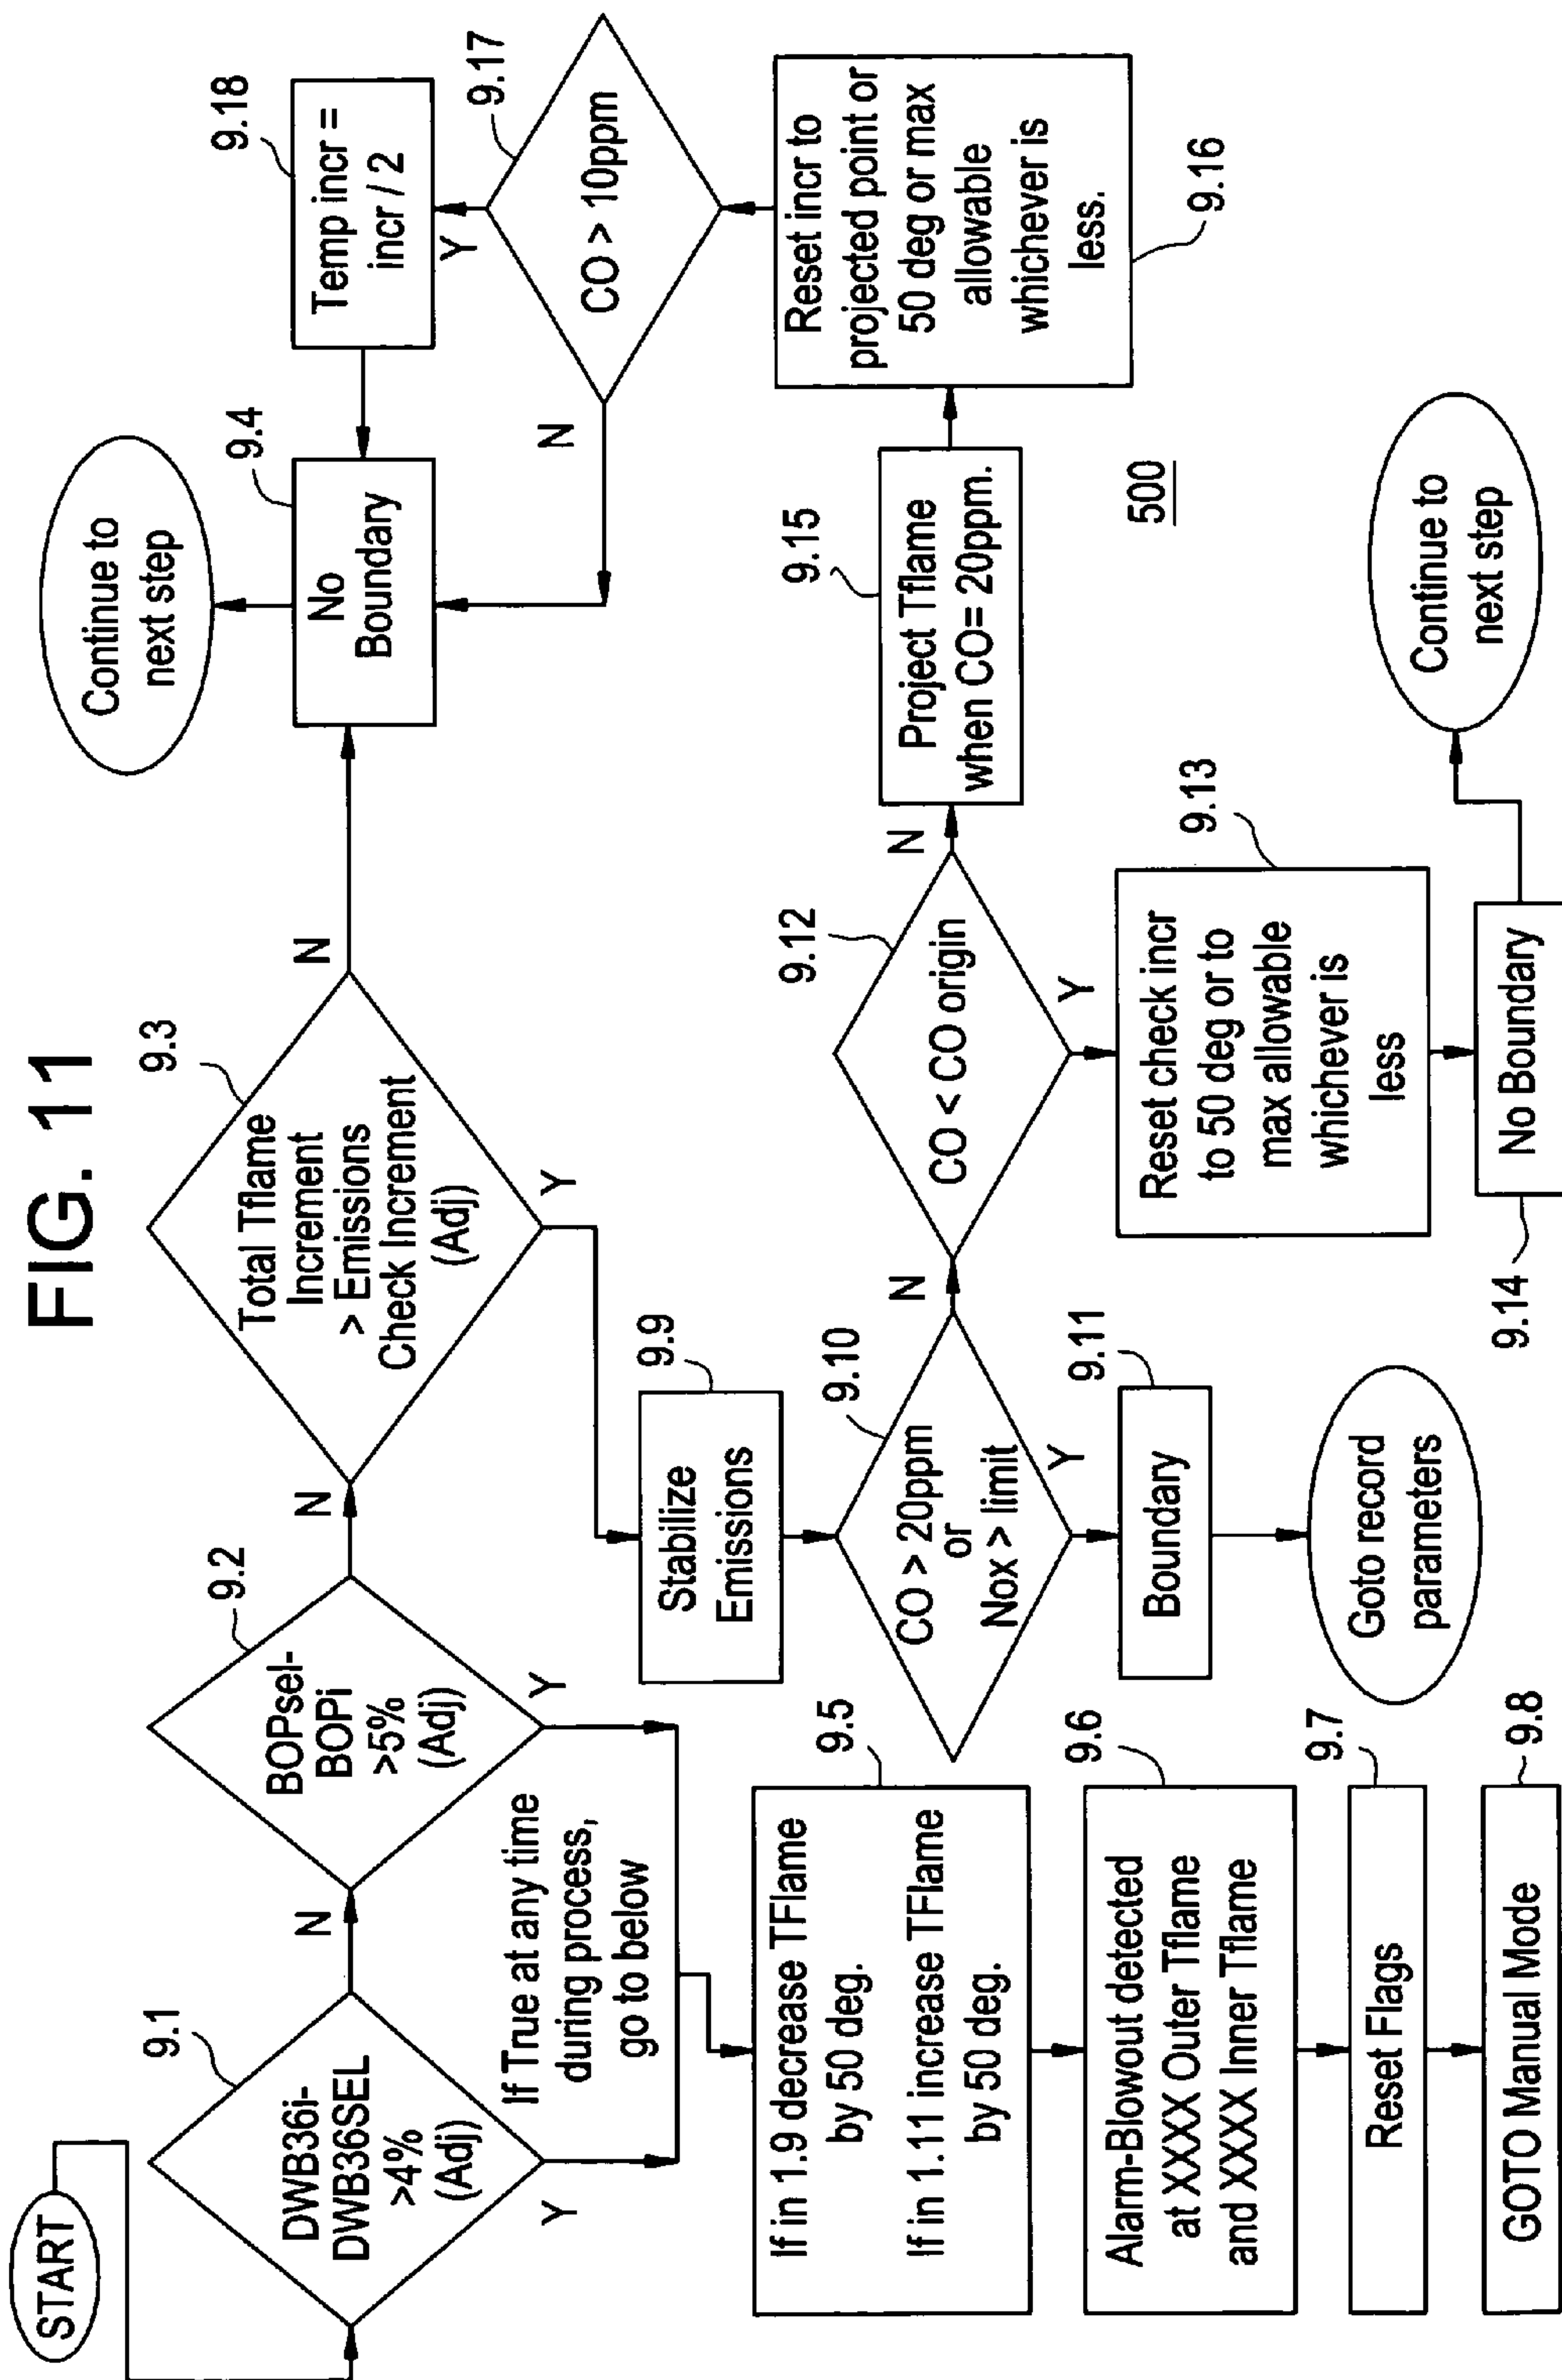 FIG. 11
START
9.1
DWB36i-
DWB36SEL
>4%
(Adj)
N
Y
9.2
BOPsel-
BOPi
>5%
(Adj)
N
Y
If True at any time
during process,
go to below
9.3
Total Tflame
Increment
> Emissions
Check Increment
(Adj)
N
Y
9.4
No
Boundary
Continue to
next step
9.5
If in 1.9 decrease TFlame
by 50 deg.
If in 1.11 increase TFlame
by 50 deg.
9.6
Alarm-Blowout detected
at XXXX Outer Tflame
and XXXX Inner Tflame
9.7
Reset Flags
9.8
GOTO Manual Mode
9.9
Stabilize
Emissions
9.10
CO > 20ppm
or
Nox > limit
N
Y
9.11
Boundary
Goto record
parameters
9.12
CO < CO origin
N
Y
9.13
Reset check incr
to 50 deg or to
max allowable
whichever is
less
9.14
No Boundary
Continue to
next step
9.15
Project Tflame
when CO= 20ppm.
9.16
Reset incr to
projected point or
50 deg or max
allowable
whichever is
less.
9.17
CO > 10ppm
Y
N
9.18
Temp incr =
incr / 2
500